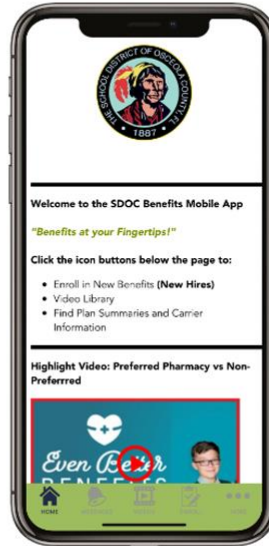 THE SCHOOL DISTRICT OF OSCEOLA COUNTY, FL
• 1887 •
Welcome to the SDOC Benefits Mobile App
"Benefits at your Fingertips!"
Click the icon buttons below the page to:
• Enroll in New Benefits (New Hires)
• Video Library
• Find Plan Summaries and Carrier
Information
Highlight Video: Preferred Pharmacy vs Non-
Preferrred
Even Better
BENEFITS
HOME